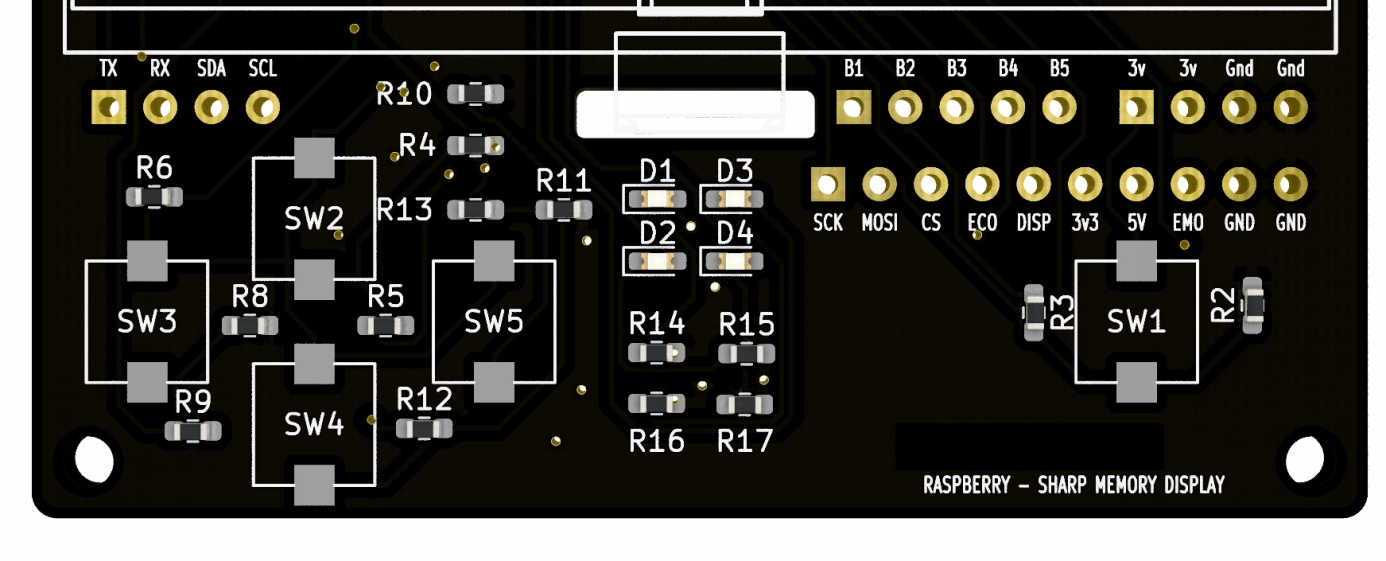 TX RX SDA SCL
B1 B2 B3 B4 B5 3v 3v Gnd Gnd
R10
R4
R6
R11
D1 D3
SW2
R13
SCK MOSI CS ECO DISP 3v3 5V EMO GND GND
D2 D4
R8
R5
SW3
SW5
R14 R15
R3
SW1
R2
R9
R12
SW4
R16 R17
RASPBERRY – SHARP MEMORY DISPLAY